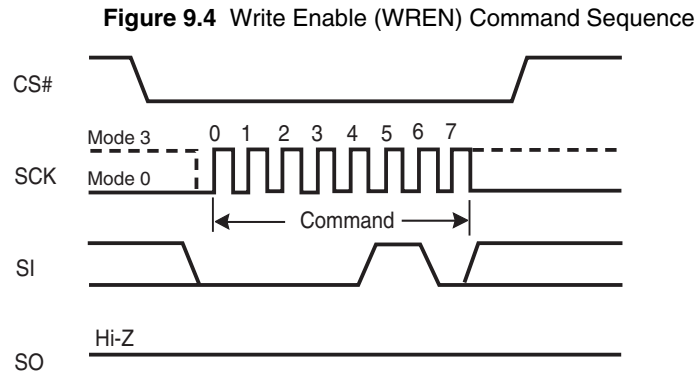 Figure 9.4 Write Enable (WREN) Command Sequence
CS#
Mode 3
0 1 2 3 4 5 6 7
SCK
Mode 0
Command
SI
Hi-Z
SO